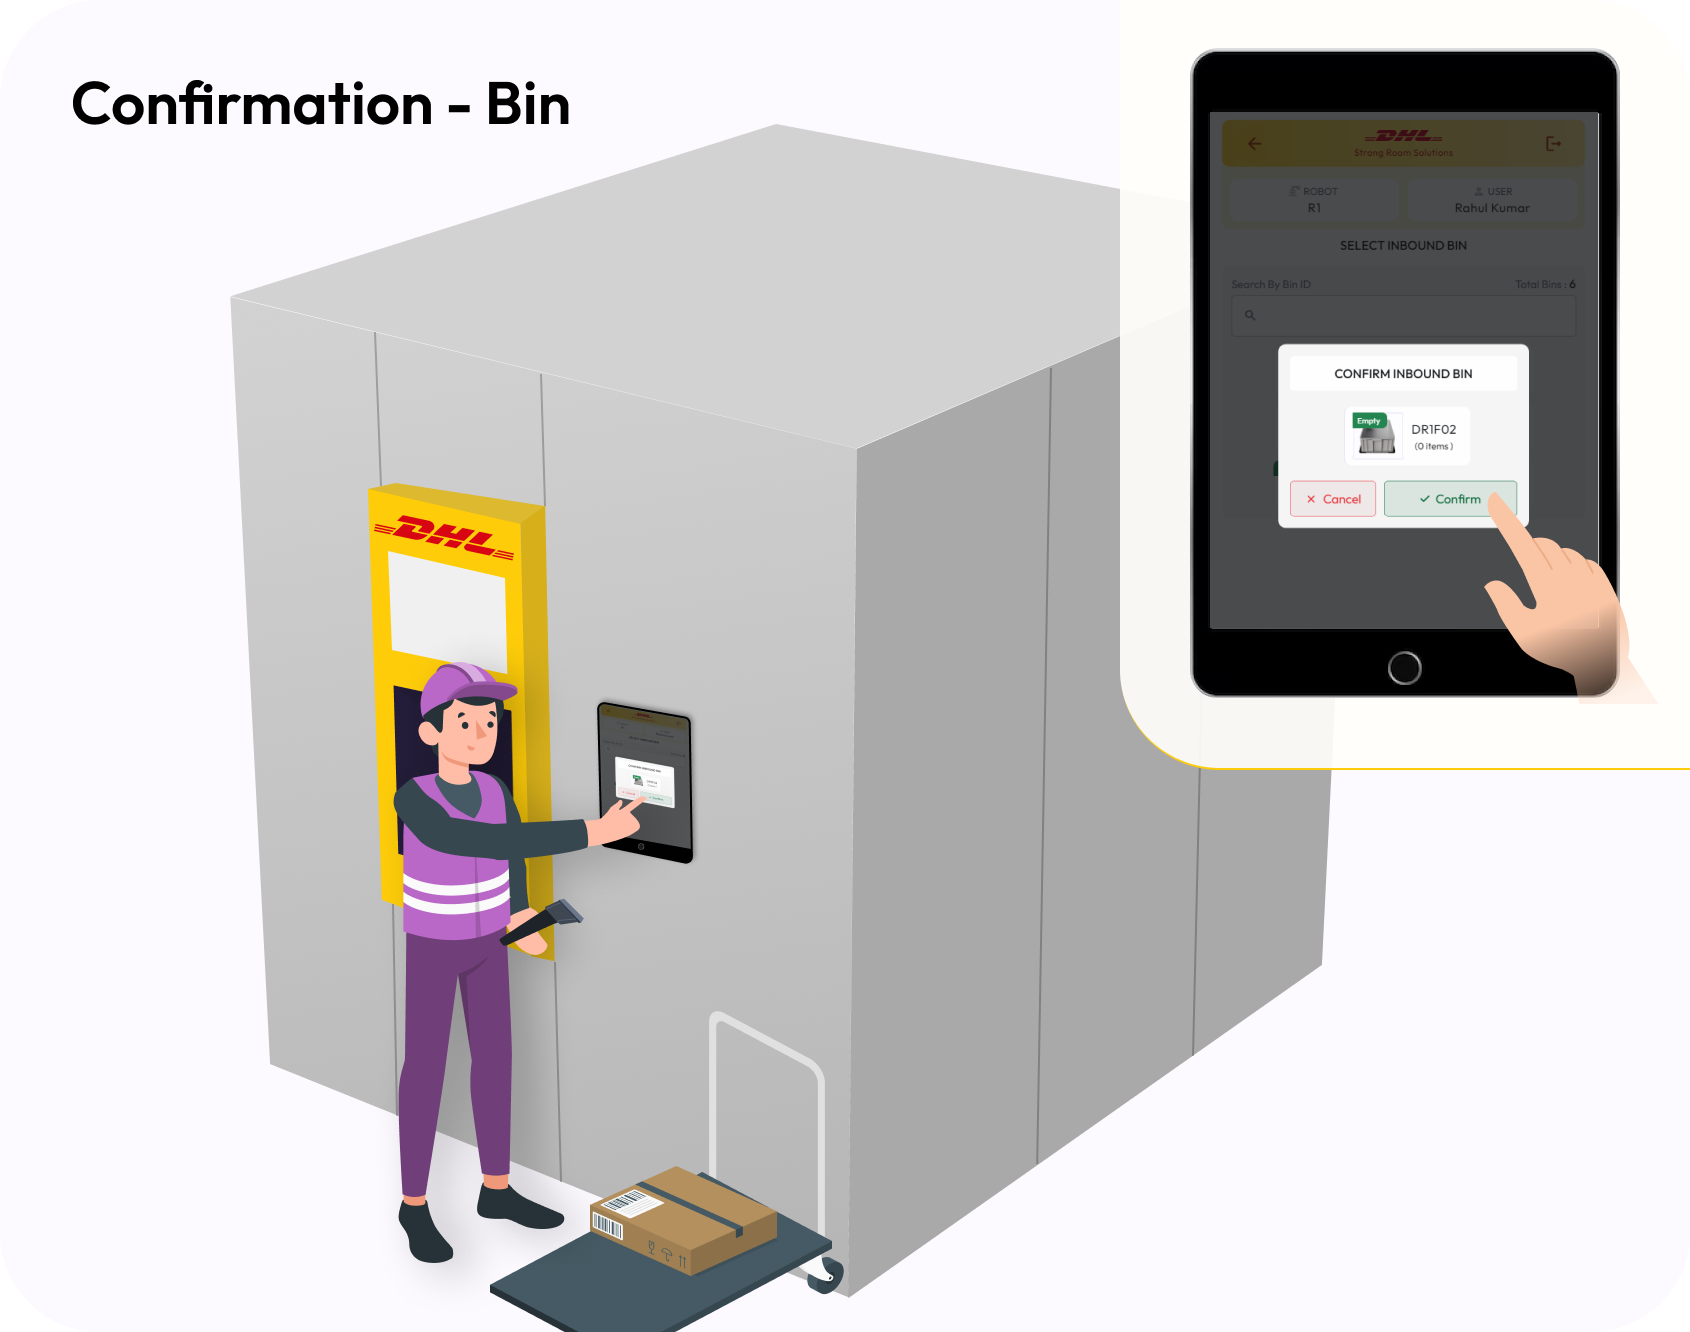 Confirmation - Bin
DHL
Strong Room Solutions
ROBOT
R1
USER
Rahul Kumar
SELECT INBOUND BIN
Search By Bin ID
Total Bins : 6
CONFIRM INBOUND BIN
Empty
DR1F02
(0 items )
Cancel
Confirm
DHL